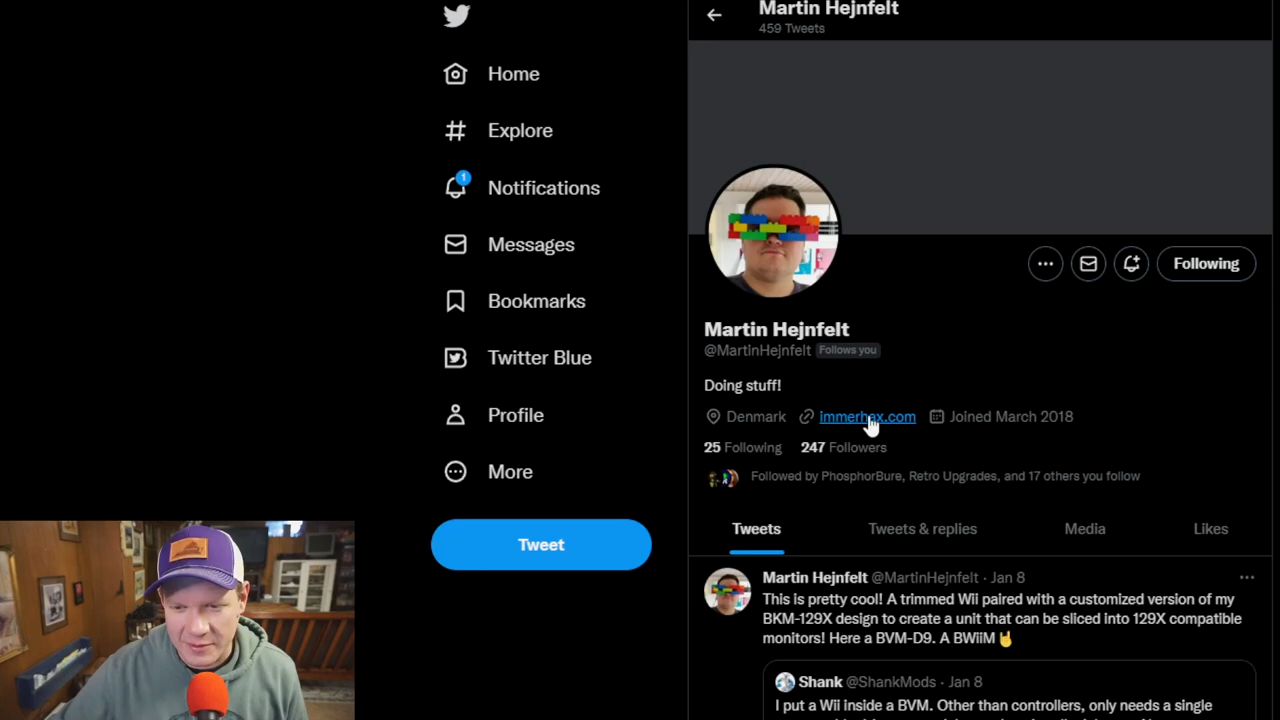 Martin Hejnfelt
459 Tweets
Home
Explore
1
Notifications
Messages
Bookmarks
Twitter Blue
Profile
More
Tweet
Following
Martin Hejnfelt
@MartinHejnfelt Follows you
Doing stuff!
Denmark immerhax.com Joined March 2018
25 Following 247 Followers
Followed by PhosphorBure, Retro Upgrades, and 17 others you follow
Tweets Tweets & replies Media Likes
Martin Hejnfelt @MartinHejnfelt · Jan 8
This is pretty cool! A trimmed Wii paired with a customized version of my
BKM-129X design to create a unit that can be sliced into 129X compatible
monitors! Here a BVM-D9. A BWiiM🤘
Shank @ShankMods · Jan 8
I put a Wii inside a BVM. Other than controllers, only needs a single